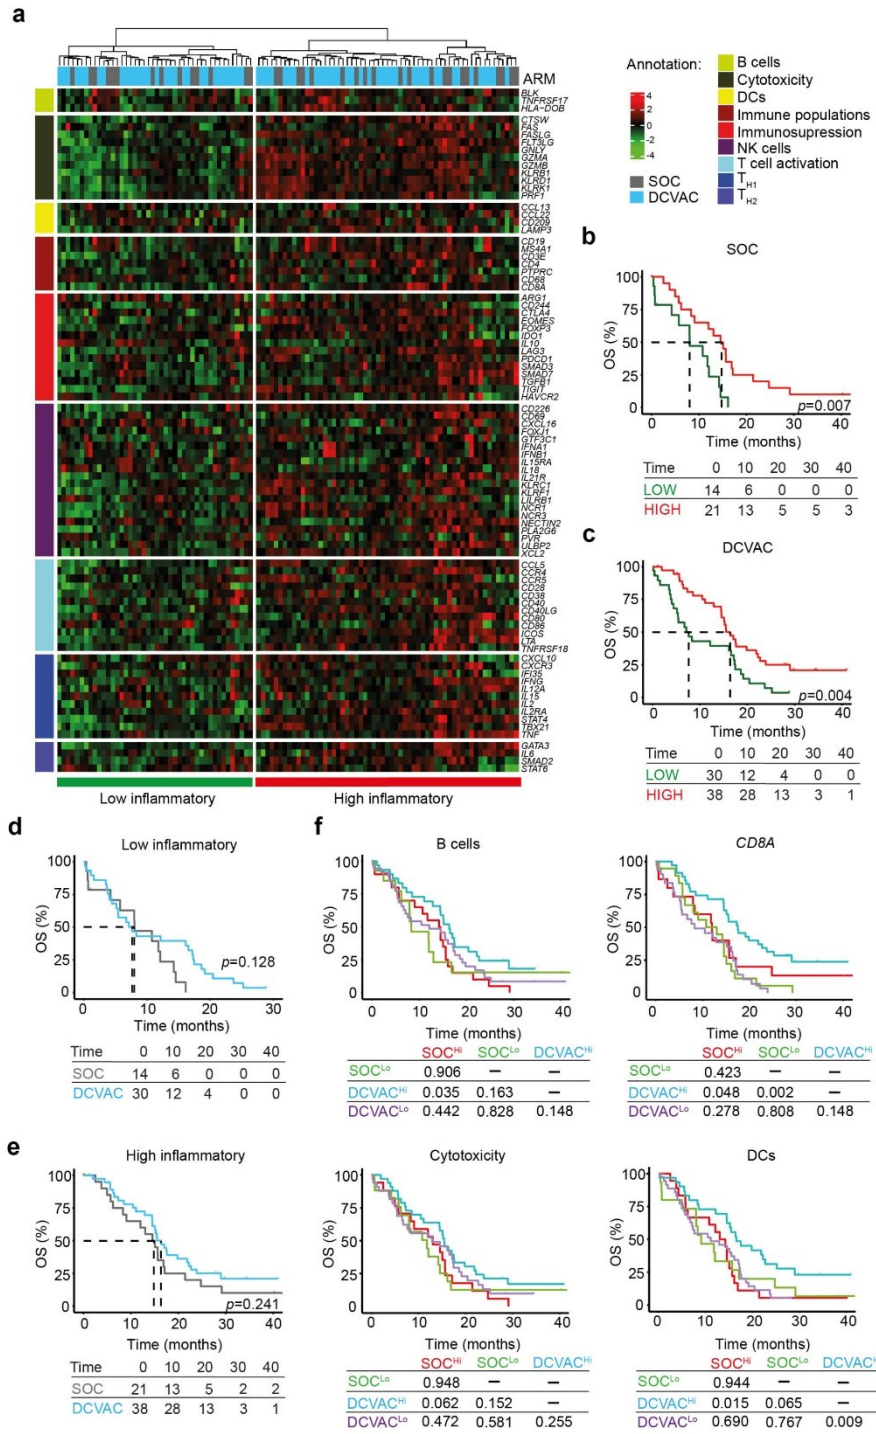 a
ARM
BLK
TNFRSF17
HLA-DOB
CTSW
FAS
FASLG
FLT3LG
GNLY
GZMA
GZMB
KLRB1
KLRD1
KLRK1
PRF1
CCL13
CCL22
CD209
LAMP3
CD19
MS4A1
CD3E
CD4
PTPRC
CD68
CD8A
ARG1
CD244
CTLA4
EOMES
FOXP3
IDO1
IL10
LAG3
PDCD1
SMAD3
SMAD7
TGFB1
TIGIT
HAVCR2
CD226
CD69
CXCL16
FOXJ1
GTF3C1
IFNA1
IFNB1
IL15RA
IL18
IL21R
KLRC1
KLRF1
LILRB1
NCR1
NCR3
NECTIN2
PLA2G6
PVR
ULBP2
XCL2
CCL5
CCR4
CCR5
CD28
CD38
CD40
CD40LG
CD80
CD86
ICOS
LTA
TNFRSF18
CXCL10
CXCR3
IFI35
IFNG
IL12A
IL15
IL2
IL2RA
STAT4
TBX21
TNF
GATA3
IL6
SMAD2
STAT6
Low inflammatory High inflammatory
Annotation:
4
2
0
-2
-4
SOC
DCVAC
B cells
Cytotoxicity
DCs
Immune populations
Immunosupression
NK cells
T cell activation
TH1
TH2
b
SOC
OS (%)
100
75
50
25
0
p=0.007
0 10 20 30 40
Time (months)
Time 0 10 20 30 40
LOW 14 6 0 0 0
HIGH 21 13 5 5 3
c
DCVAC
OS (%)
100
75
50
25
0
p=0.004
0 10 20 30 40
Time (months)
Time 0 10 20 30 40
LOW 30 12 4 0 0
HIGH 38 28 13 3 1
d
Low inflammatory
OS (%)
100
75
50
25
0
p=0.128
0 10 20 30
Time (months)
Time 0 10 20 30 40
SOC 14 6 0 0 0
DCVAC 30 12 4 0 0
e
High inflammatory
OS (%)
100
75
50
25
0
p=0.241
0 10 20 30 40
Time (months)
Time 0 10 20 30 40
SOC 21 13 5 2 2
DCVAC 38 28 13 3 1
f
B cells
OS (%)
100
75
50
25
0
0 10 20 30 40
Time (months)
SOCHi SOCLo DCVACHi
SOCLo 0.906 – –
DCVACHi 0.035 0.163 –
DCVACLo 0.442 0.828 0.148
CD8A
OS (%)
100
75
50
25
0
0 10 20 30 40
Time (months)
SOCHi SOCLo DCVACHi
SOCLo 0.423 – –
DCVACHi 0.048 0.002 –
DCVACLo 0.278 0.808 0.148
Cytotoxicity
OS (%)
100
75
50
25
0
0 10 20 30 40
Time (months)
SOCHi SOCLo DCVACHi
SOCLo 0.948 – –
DCVACHi 0.062 0.152 –
DCVACLo 0.472 0.581 0.255
DCs
OS (%)
100
75
50
25
0
0 10 20 30 40
Time (months)
SOCHi SOCLo DCVACHi
SOCLo 0.944 – –
DCVACHi 0.015 0.065 –
DCVACLo 0.690 0.767 0.009